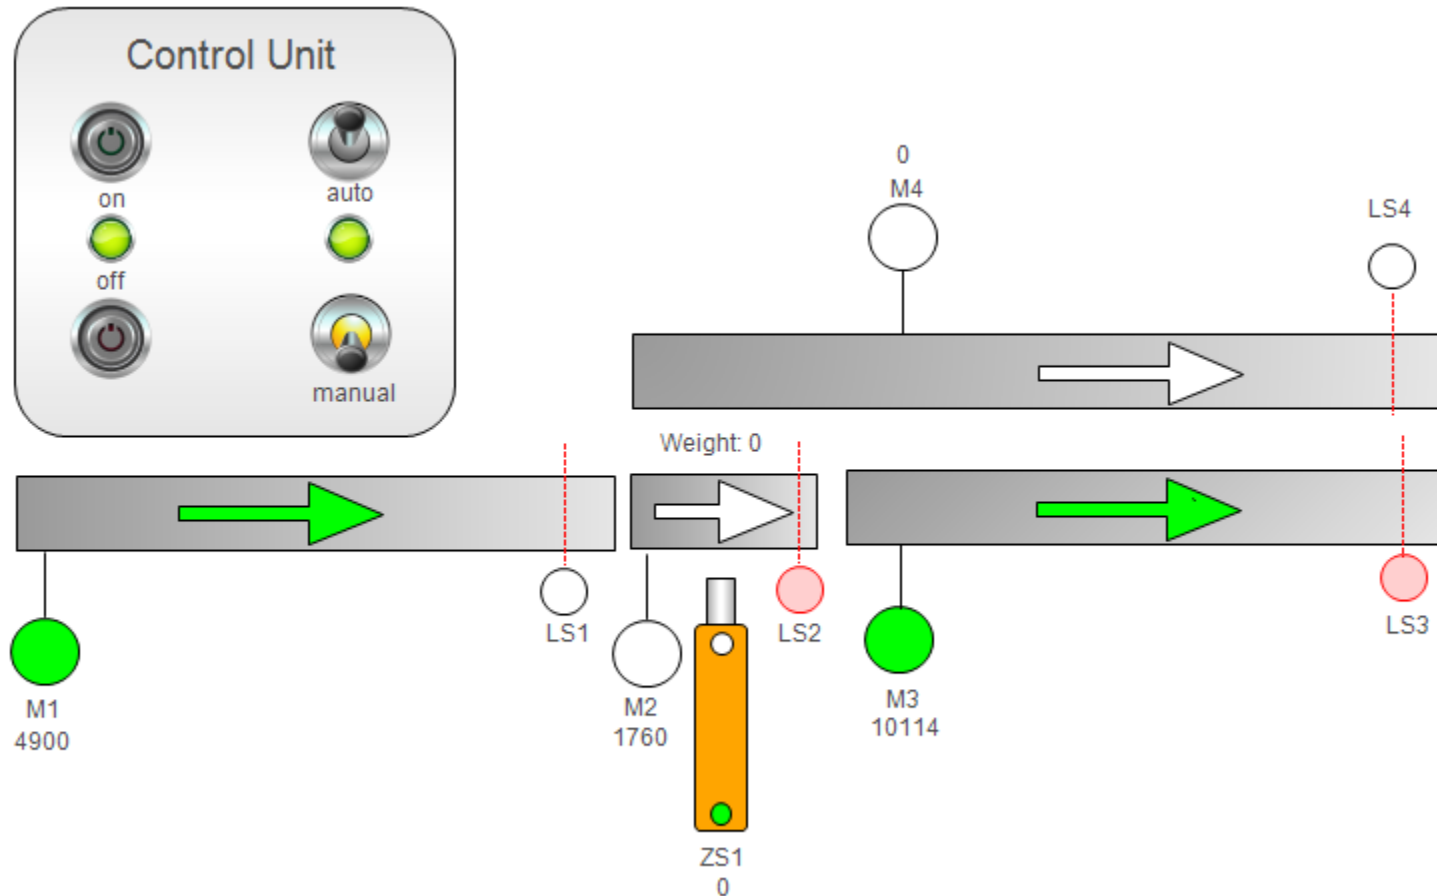 Control Unit
on
auto
off
manual
0
M4
LS4
Weight: 0
LS1
LS2
LS3
M1
4900
M2
1760
M3
10114
ZS1
0